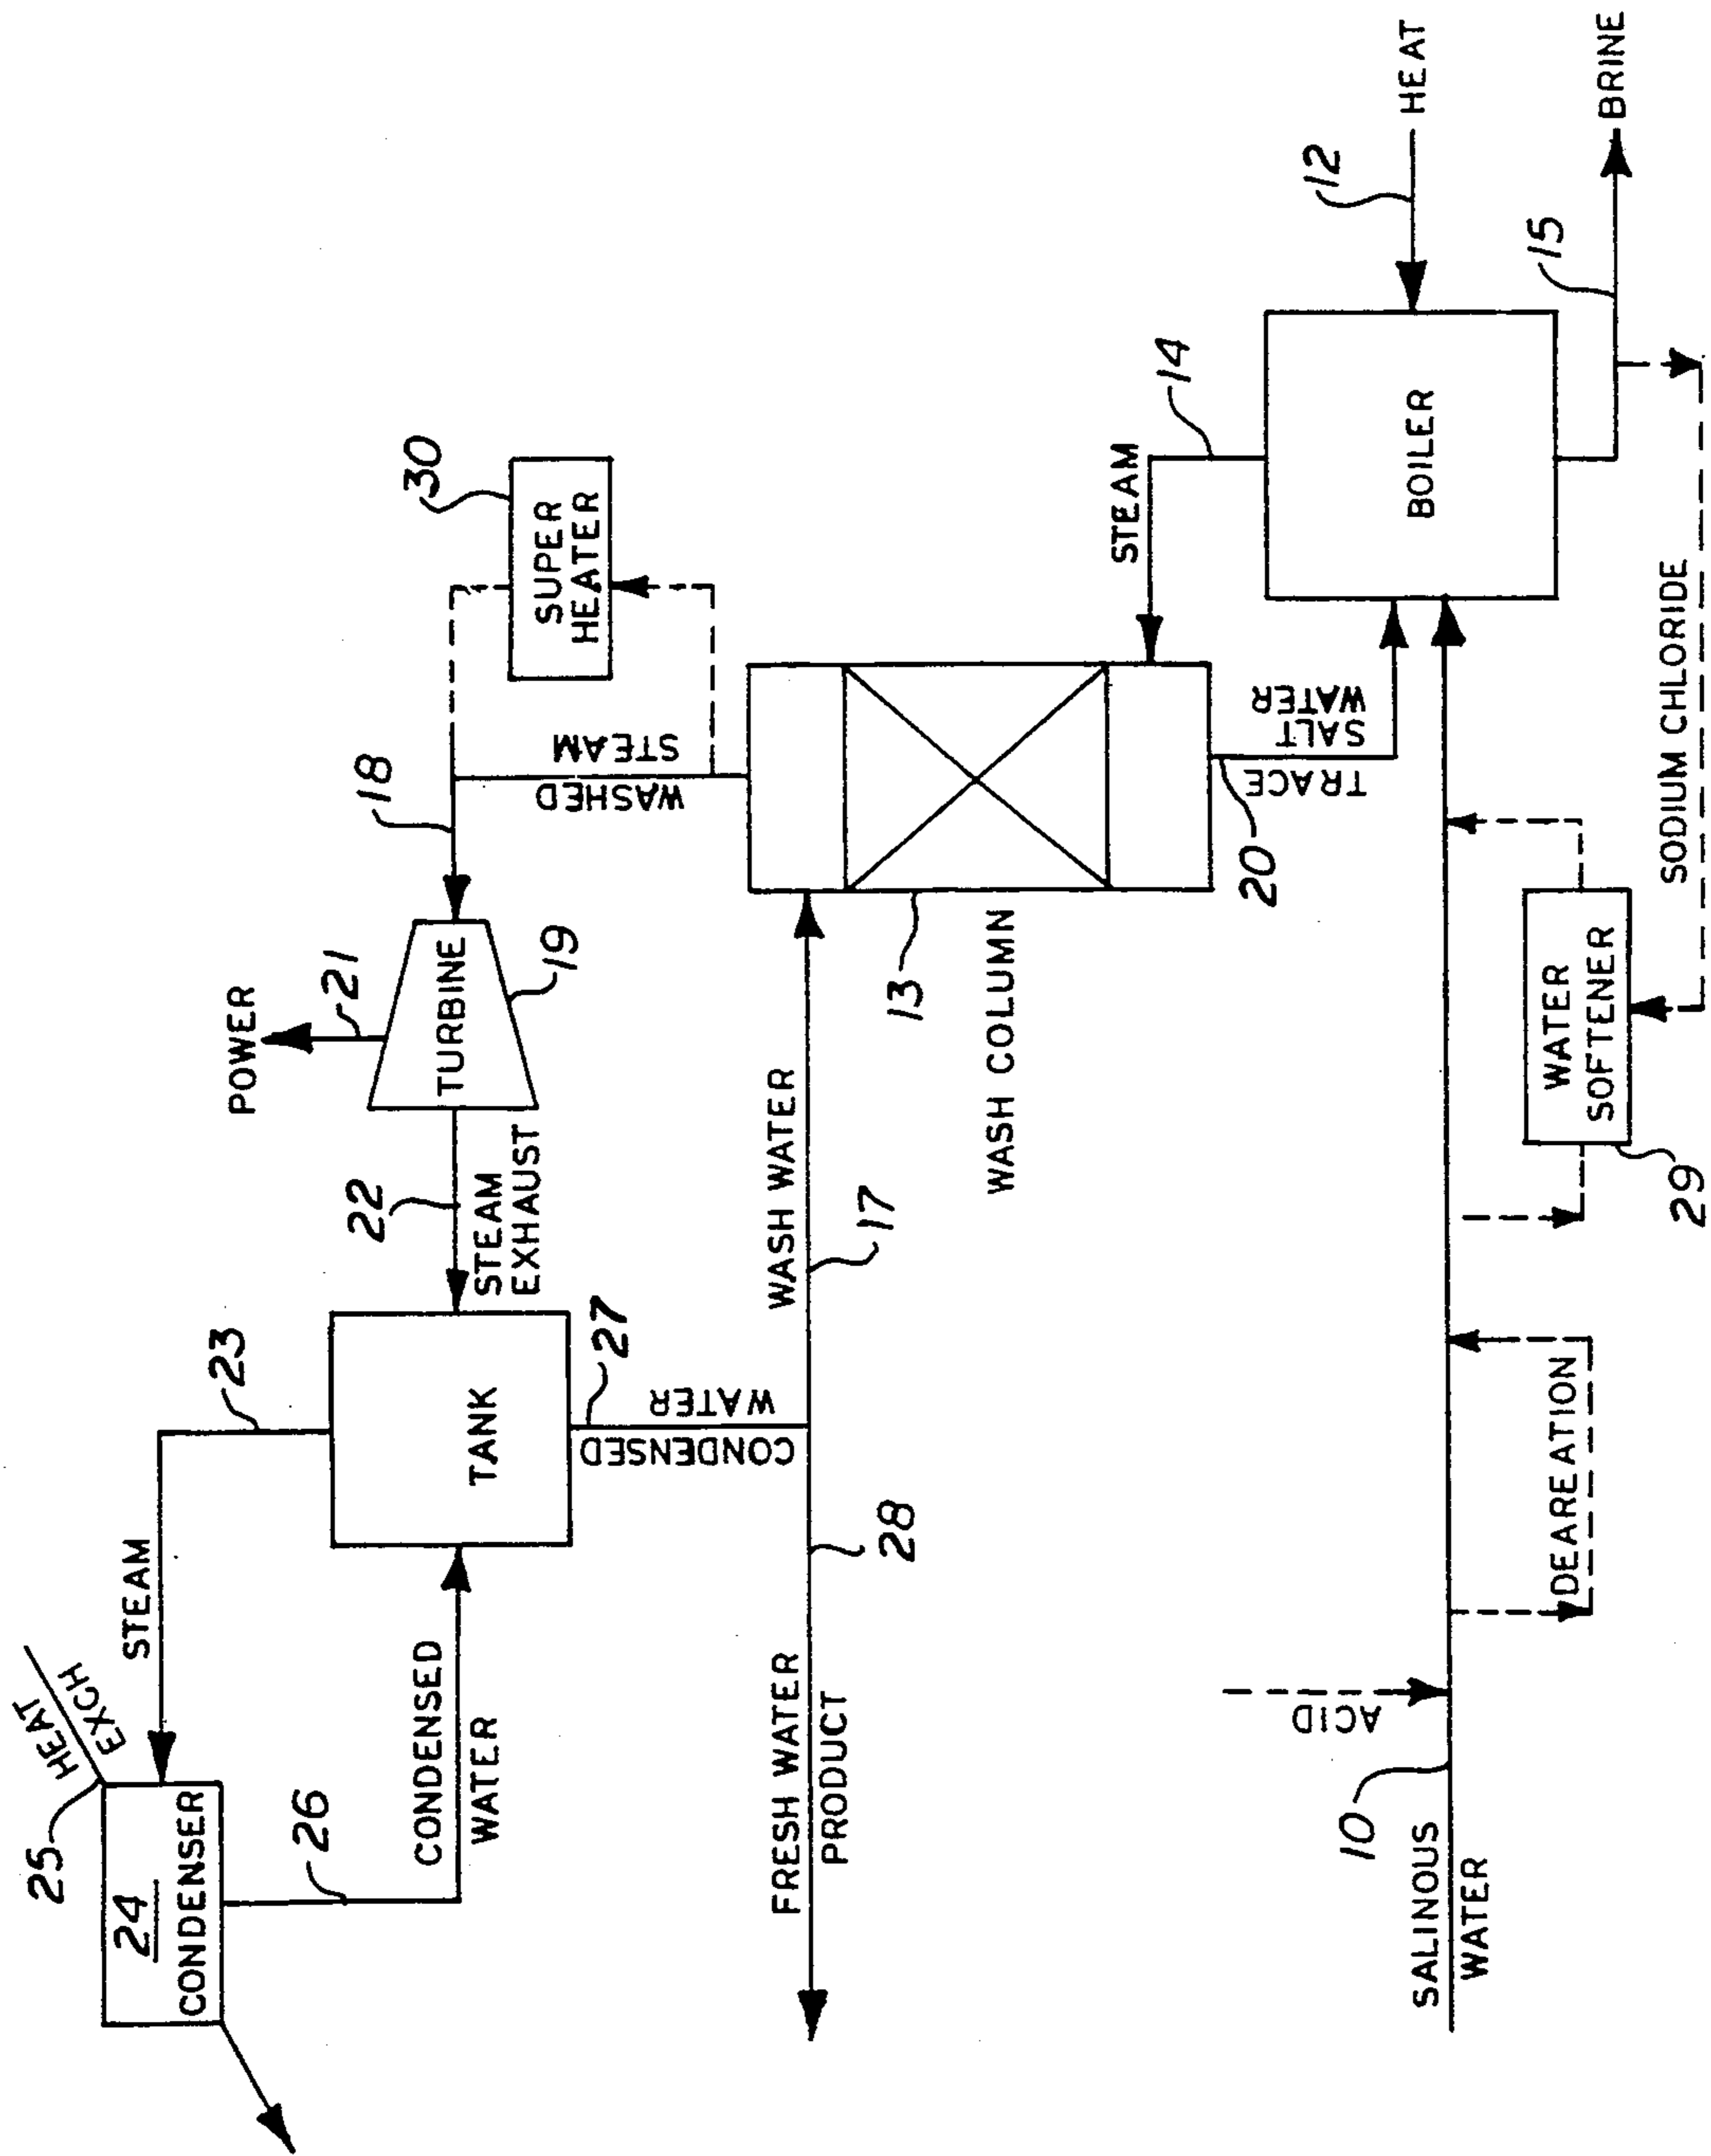 25
HEAT
EXCH
24
CONDENSER
STEAM
23
26
CONDENSED
WATER
TANK
22
STEAM
EXHAUST
POWER
21
TURBINE
19
18
30
SUPER
HEATER
27
CONDENSED
WATER
WASHED
STEAM
FRESH WATER
PRODUCT
28
WASH WATER
17
13
WASH COLUMN
STEAM
14
20
TRACE
SALT
WATER
12
HEAT
BOILER
15
BRINE
SALINOUS
WATER
10
ACID
DEAREATION
WATER
SOFTENER
29
SODIUM CHLORIDE